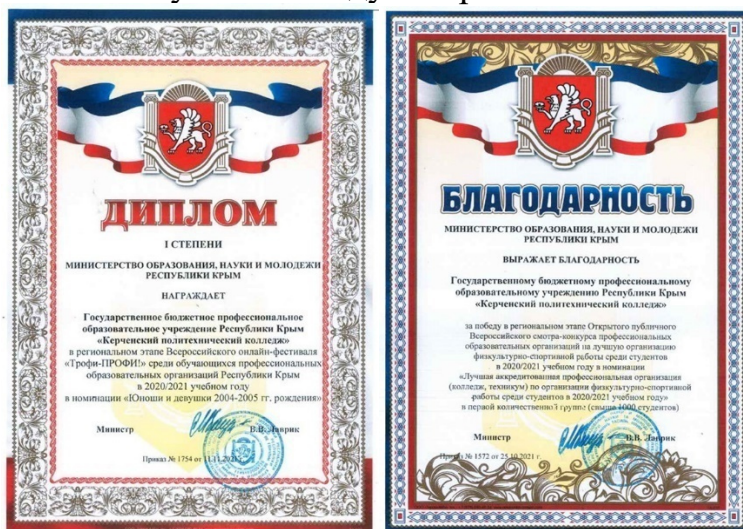 ДИПЛОМ
I СТЕПЕНИ
МИНИСТЕРСТВО ОБРАЗОВАНИЯ, НАУКИ И МОЛОДЕЖИ
РЕСПУБЛИКИ КРЫМ
НАГРАЖДАЕТ
Государственное бюджетное профессиональное
образовательное учреждение Республики Крым
«Керченский политехнический колледж»
в региональном этапе Всероссийского онлайн-фестиваля
«Трофи-ПРОФИ!» среди обучающихся профессиональных
образовательных организаций Республики Крым
в 2020/2021 учебном году
в номинации «Юноши и девушки 2004-2005 гг. рождения»
Министр В.В. Лаврик
Приказ № 1754 от 2021
БЛАГОДАРНОСТЬ
МИНИСТЕРСТВО ОБРАЗОВАНИЯ, НАУКИ И МОЛОДЕЖИ
РЕСПУБЛИКИ КРЫМ
ВЫРАЖАЕТ БЛАГОДАРНОСТЬ
Государственному бюджетному профессиональному
образовательному учреждению Республики Крым
«Керченский политехнический колледж»
за победу в региональном этапе Открытого публичного
Всероссийского смотра-конкурса профессиональных
образовательных организаций на лучшую организацию
физкультурно-спортивной работы среди студентов
в 2020/2021 учебном году в номинации
«Лучшая аккредитованная профессиональная организация
(колледж, техникум) по организации физкультурно-спортивной
работы среди студентов в 2020/2021 учебном году»
в первой количественной группе (свыше 1000 студентов)
Министр В.В. Лаврик
Приказ № 1572 от 25.10.2021 г.